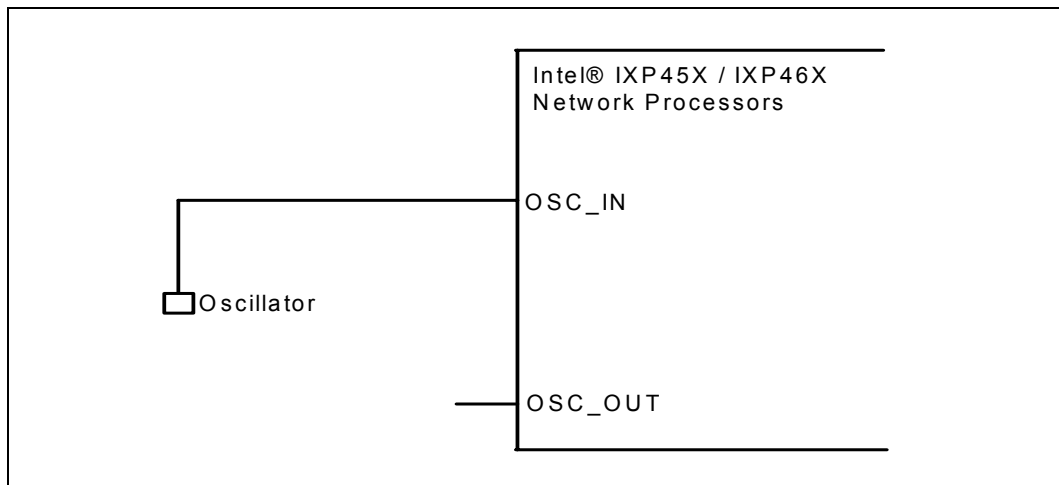 Intel® IXP45X / IXP46X
Network Processors
OSC_IN
Oscillator
OSC_OUT